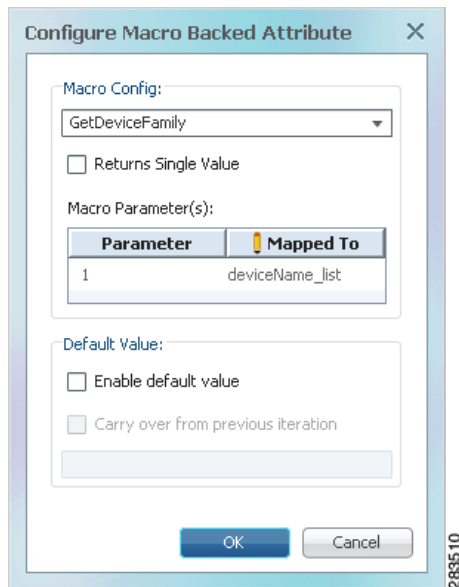 Configure Macro Backed Attribute
Macro Config:
GetDeviceFamily
Returns Single Value
Macro Parameter(s):
Parameter Mapped To
1 deviceName_list
Default Value:
Enable default value
Carry over from previous iteration
OK Cancel
283510